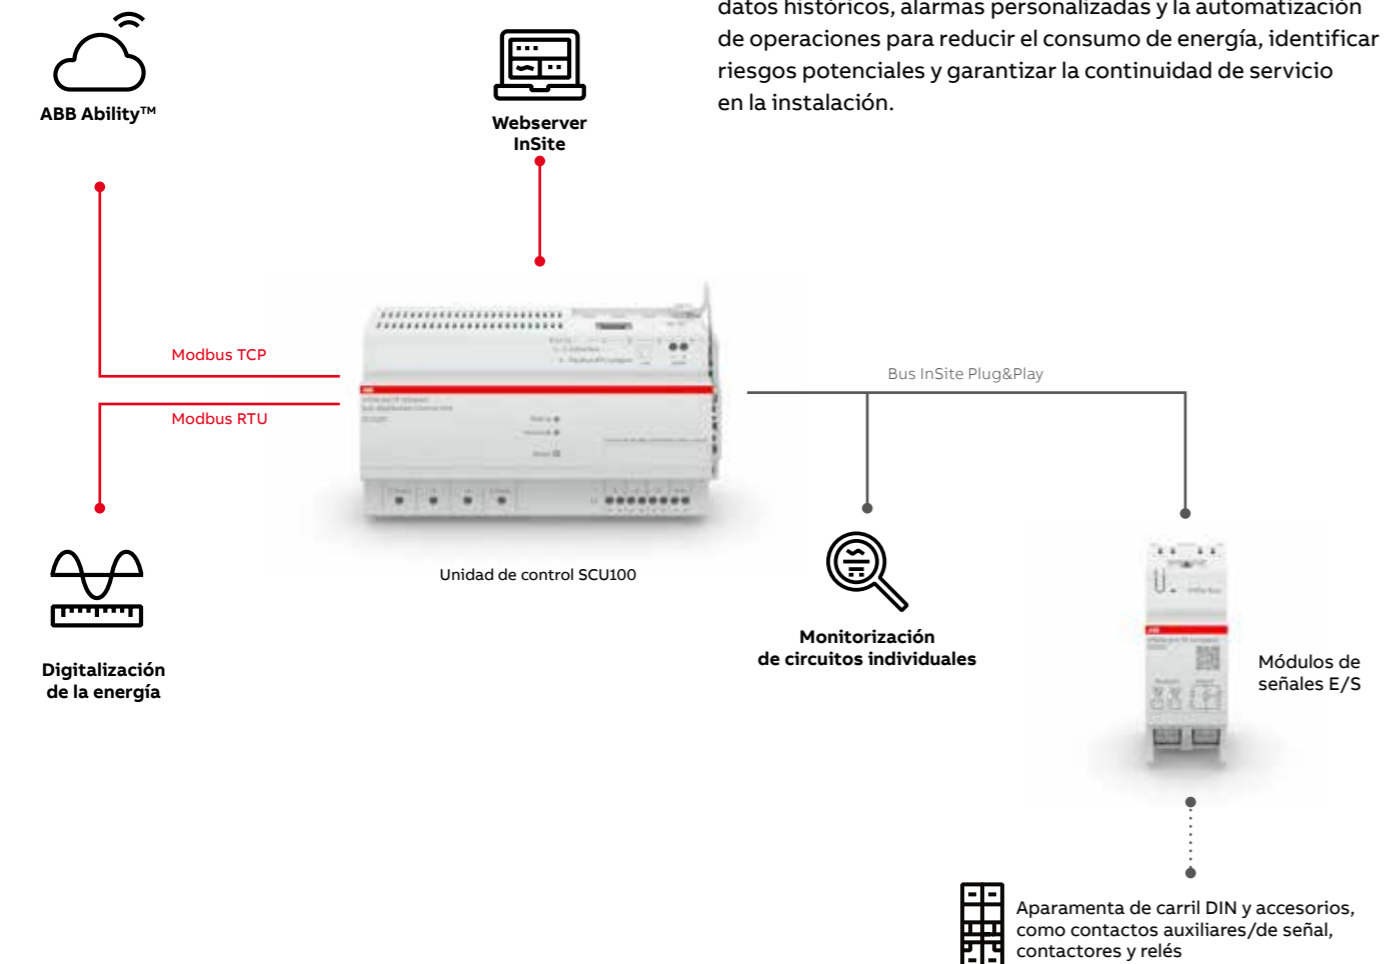 datos históricos, alarmas personalizadas y la automatización
de operaciones para reducir el consumo de energía, identificar
riesgos potenciales y garantizar la continuidad de servicio
en la instalación.
ABB Ability™
Webserver
InSite
Modbus TCP
Modbus RTU
Bus InSite Plug&Play
Unidad de control SCU100
Digitalización
de la energía
Monitorización
de circuitos individuales
Módulos de
señales E/S
Aparamenta de carril DIN y accesorios,
como contactos auxiliares/de señal,
contactores y relés